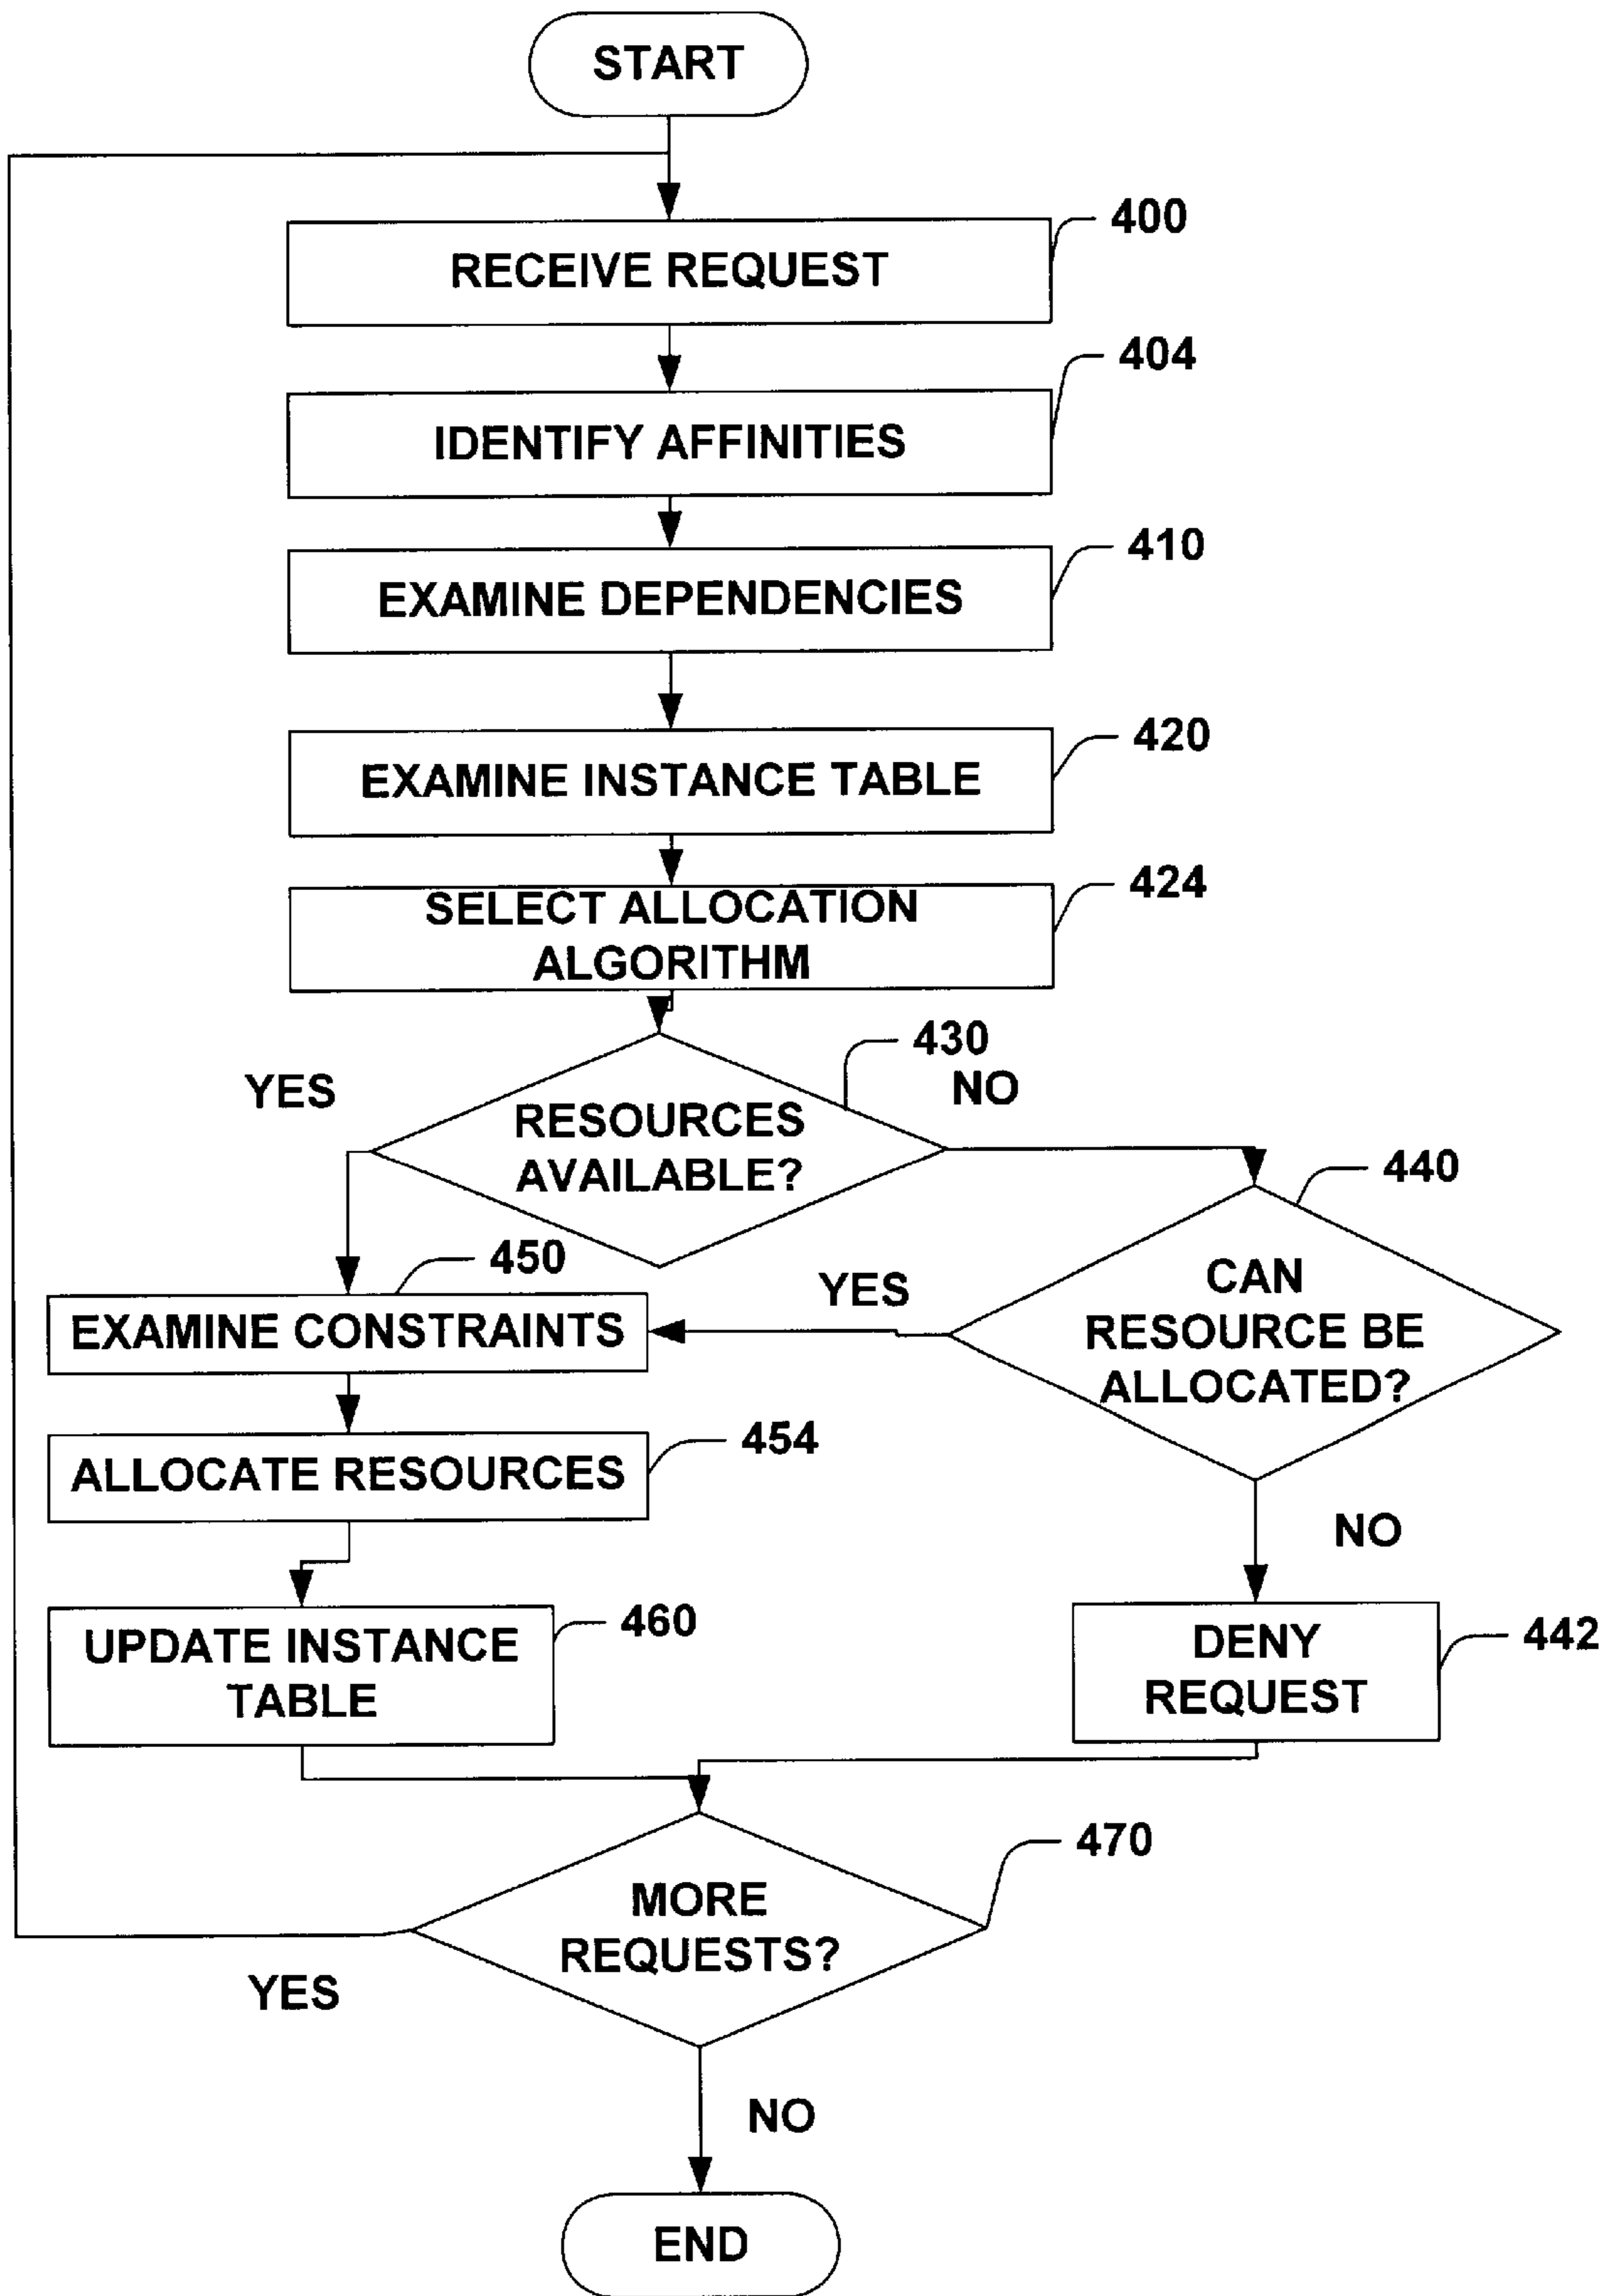 START
400
RECEIVE REQUEST
404
IDENTIFY AFFINITIES
410
EXAMINE DEPENDENCIES
420
EXAMINE INSTANCE TABLE
424
SELECT ALLOCATION
ALGORITHM
430
YES
NO
RESOURCES
AVAILABLE?
440
450
YES
CAN
RESOURCE BE
ALLOCATED?
EXAMINE CONSTRAINTS
454
ALLOCATE RESOURCES
NO
460
UPDATE INSTANCE
TABLE
442
DENY
REQUEST
470
MORE
REQUESTS?
YES
NO
END